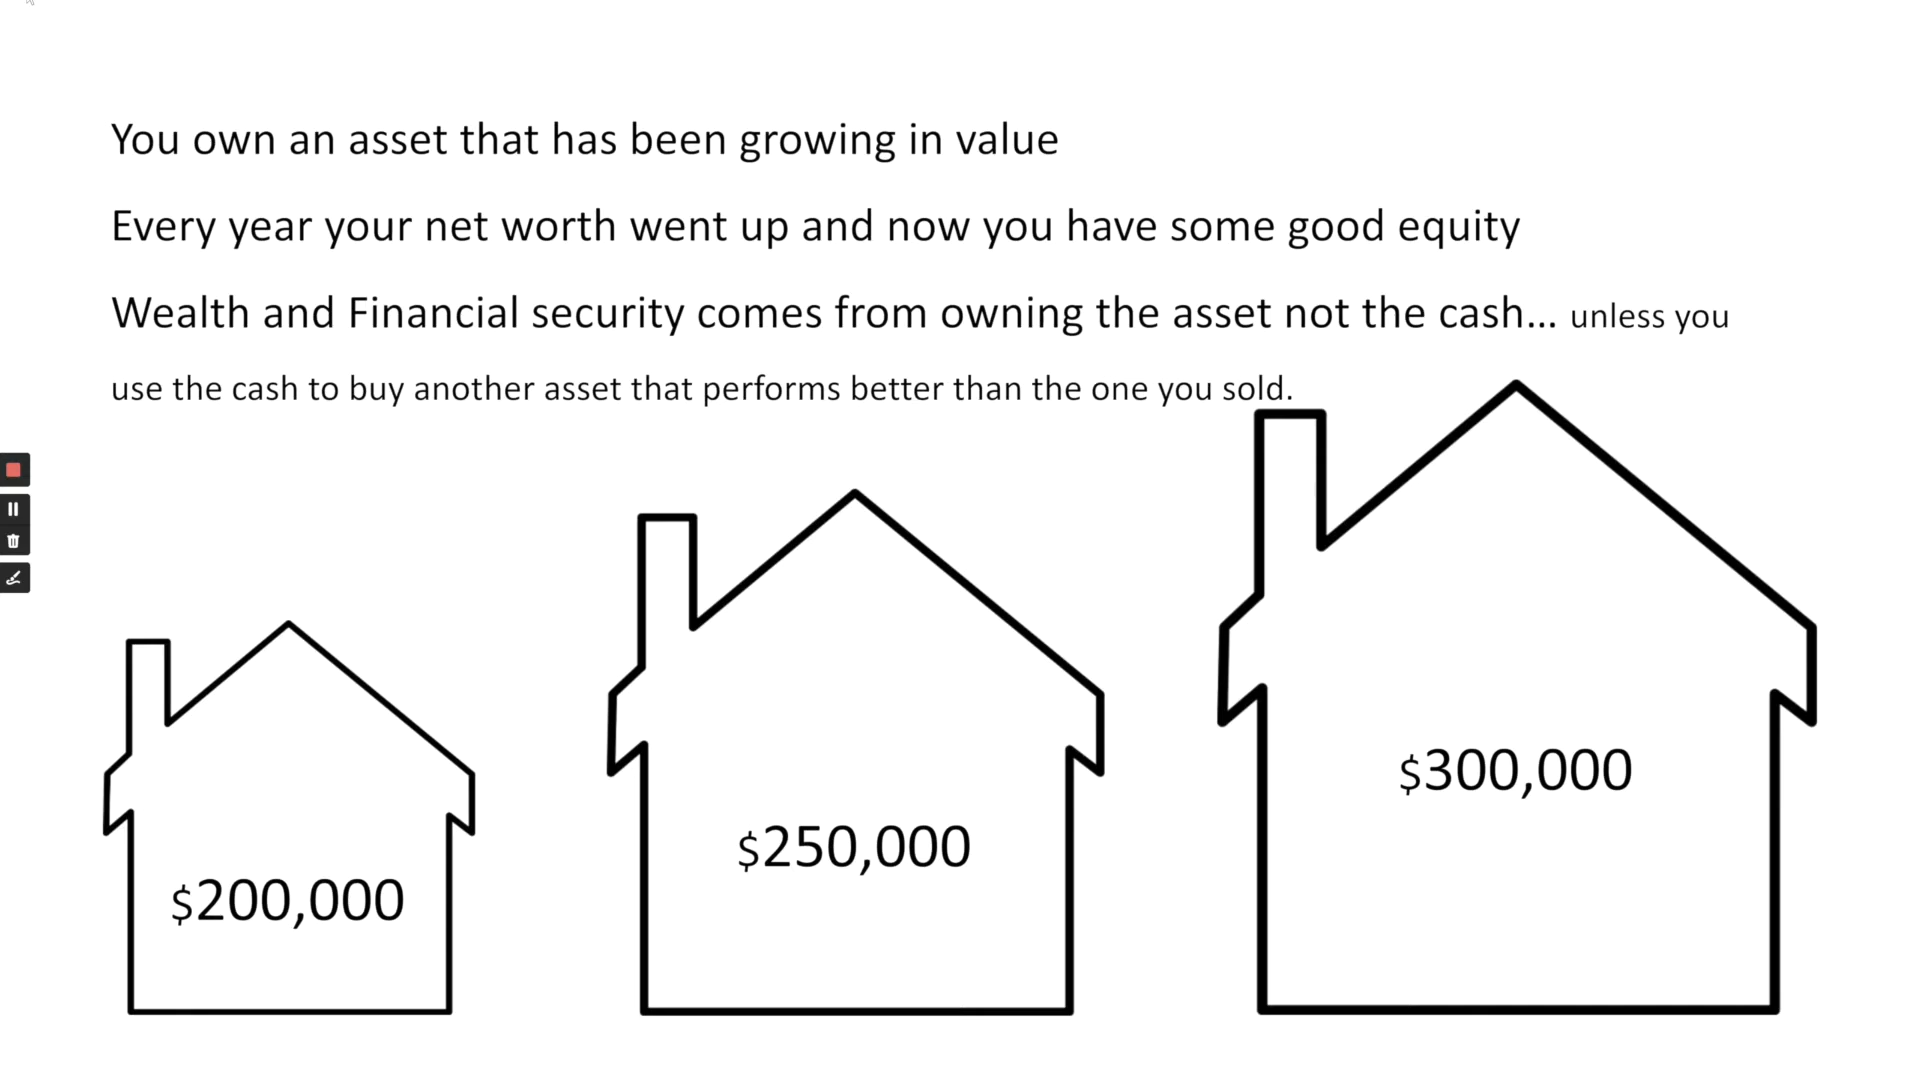 You own an asset that has been growing in value
Every year your net worth went up and now you have some good equity
Wealth and Financial security comes from owning the asset not the cash... unless you
use the cash to buy another asset that performs better than the one you sold.
$200,000
$250,000
$300,000